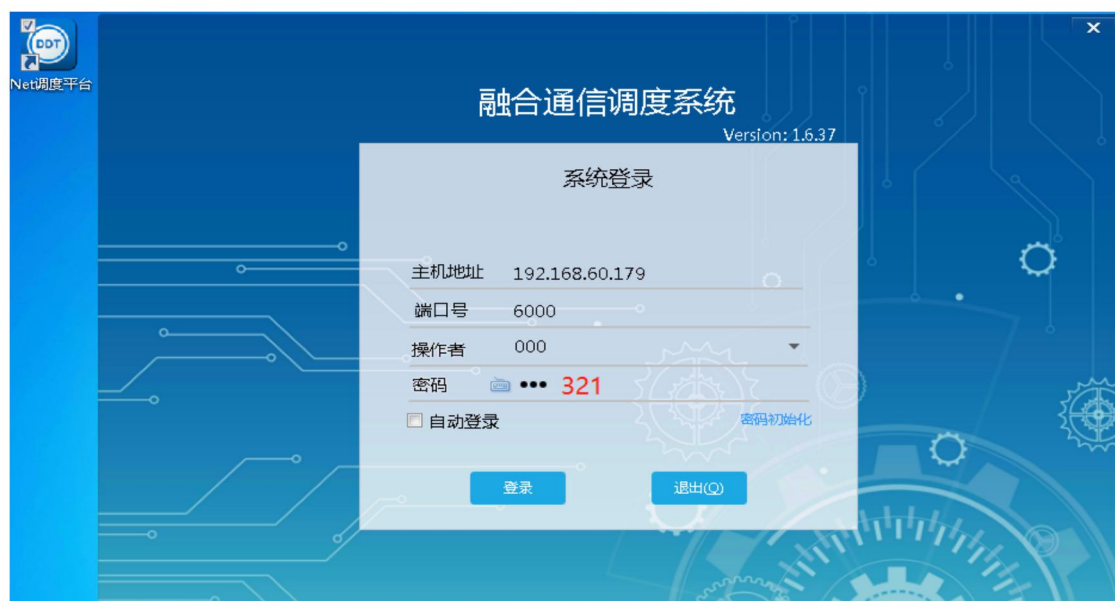 DDT
Net调度平台
融合通信调度系统
Version: 1.6.37
系统登录
主机地址 192.168.60.179
端口号 6000
操作者 000
密码 ••• 321
自动登录 密码初始化
登录 退出(Q)